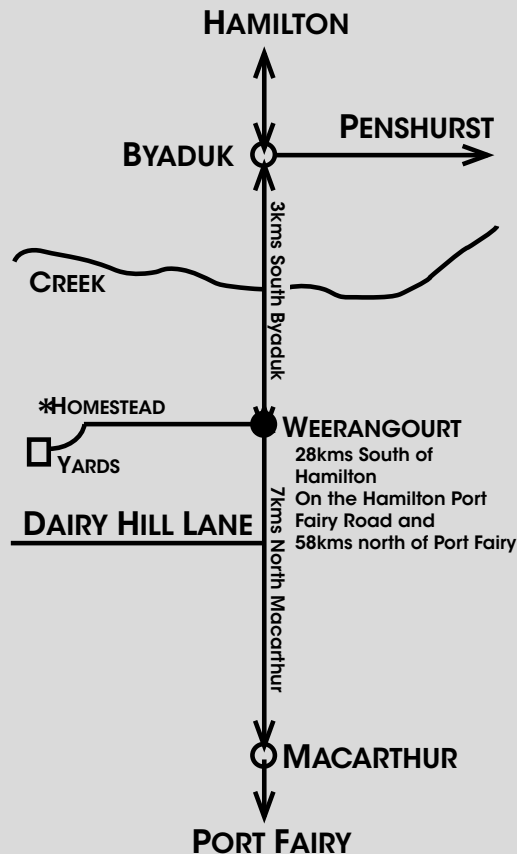 HAMILTON
PENSHURST
BYADUK
3kms South Byaduk
CREEK
*HOMESTEAD
WEERANGOURT
YARDS
28kms South of
Hamilton
On the Hamilton Port
Fairy Road and
58kms north of Port Fairy
DAIRY HILL LANE
7kms North Macarthur
MACARTHUR
PORT FAIRY